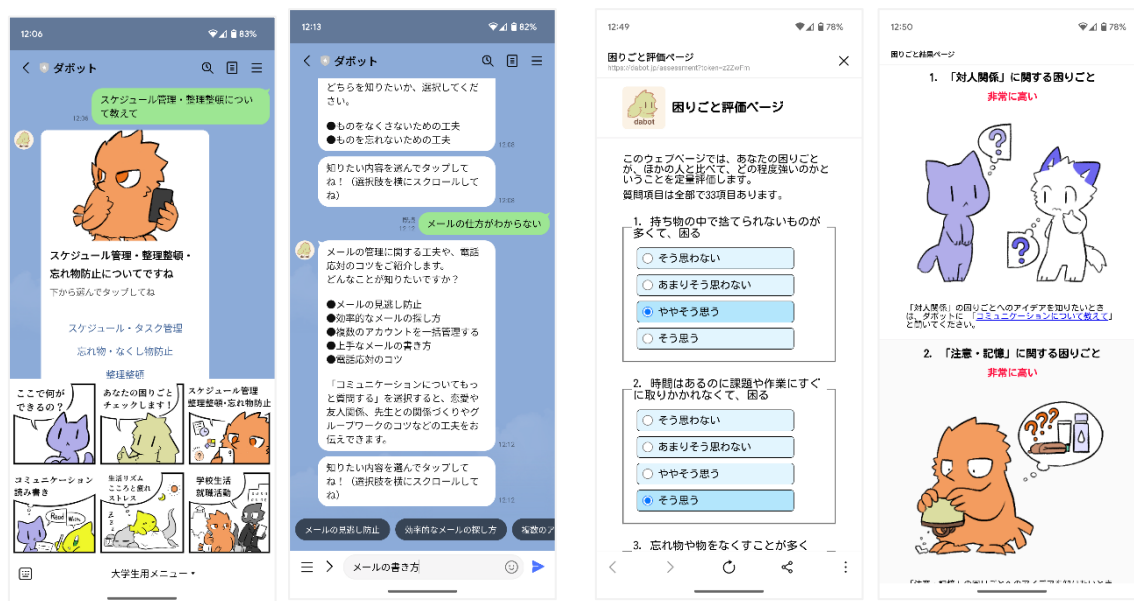 12:06
83%
ダボット
スケジュール管理・整理整頓につい
て教えて
12:06
スケジュール管理・整理整頓・
忘れ物防止についてですね
下から選んでタップしてね
スケジュール・タスク管理
忘れ物・なくし物防止
整理整頓
ここで何が
できるの？
あなたの困りごと
チェックします！
スケジュール管理
整理整頓・忘れ物防止
コミュニケーション
読み書き
Read
Write
生活リズム
こころと疲れ
ストレス
学校生活
就職活動
大学生用メニュー
12:13
82%
ダボット
どちらを知りたいか、選択してくだ
さい。
●ものをなくさないための工夫
●ものを忘れないための工夫
12:08
知りたい内容を選んでタップして
ね！（選択肢を横にスクロールして
ね）
12:08
既読
12:12
メールの仕方がわからない
メールの管理に関する工夫や、電話
応対のコツをご紹介します。
どんなことが知りたいですか？
●メールの見逃し防止
●効率的なメールの探し方
●複数のアカウントを一括管理する
●上手なメールの書き方
●電話応対のコツ
「コミュニケーションについてもっ
と質問する」を選択すると、恋愛や
友人関係、先生との関係づくりやグ
ループワークのコツなどの工夫をお
伝えできます。
12:12
知りたい内容を選んでタップして
ね！（選択肢を横にスクロールして
ね）
12:12
メールの見逃し防止
効率的なメールの探し方
複数のア
メールの書き方
12:49
78%
困りごと評価ページ
https://dabot.jp/assessment?token=z2ZwFm
dabot
困りごと評価ページ
このウェブページでは、あなたの困りごと
が、ほかの人と比べて、どの程度強いのかと
いうことを定量評価します。
質問項目は全部で33項目あります。
1. 持ち物の中で捨てられないものが
多くて、困る
そう思わない
あまりそう思わない
ややそう思う
そう思う
2. 時間はあるのに課題や作業にすぐ
に取りかかれなくて、困る
そう思わない
あまりそう思わない
ややそう思う
そう思う
3. 忘れ物や物をなくすことが多く
12:50
78%
困りごと結果ページ
1. 「対人関係」に関する困りごと
非常に高い
?
?
「対人関係」の困りごとへのアイデアを知りたいとき
は、ダボットに「コミュニケーションについて教えて」
と聞いてください。
2. 「注意・記憶」に関する困りごと
非常に高い
???